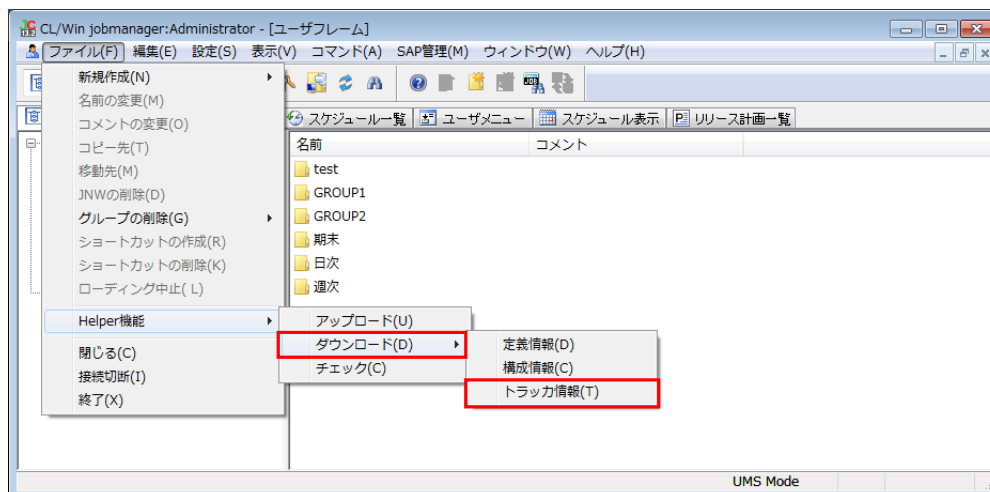 CL/Win jobmanager:Administrator - [ユーザフレーム]
ファイル(F) 編集(E) 設定(S) 表示(V) コマンド(A) SAP管理(M) ウィンドウ(W) ヘルプ(H)
新規作成(N)
名前の変更(M)
コメントの変更(O)
コピー先(T)
移動先(M)
JNWの削除(D)
グループの削除(G)
ショートカットの作成(R)
ショートカットの削除(K)
ローディング中止( L)
Helper機能
閉じる(C)
接続切断(I)
終了(X)
スケジュール一覧 ユーザメニュー スケジュール表示 リリース計画一覧
名前 コメント
test
GROUP1
GROUP2
期末
日次
週次
アップロード(U)
ダウンロード(D)
チェック(C)
定義情報(D)
構成情報(C)
トラッカ情報(T)
UMS Mode